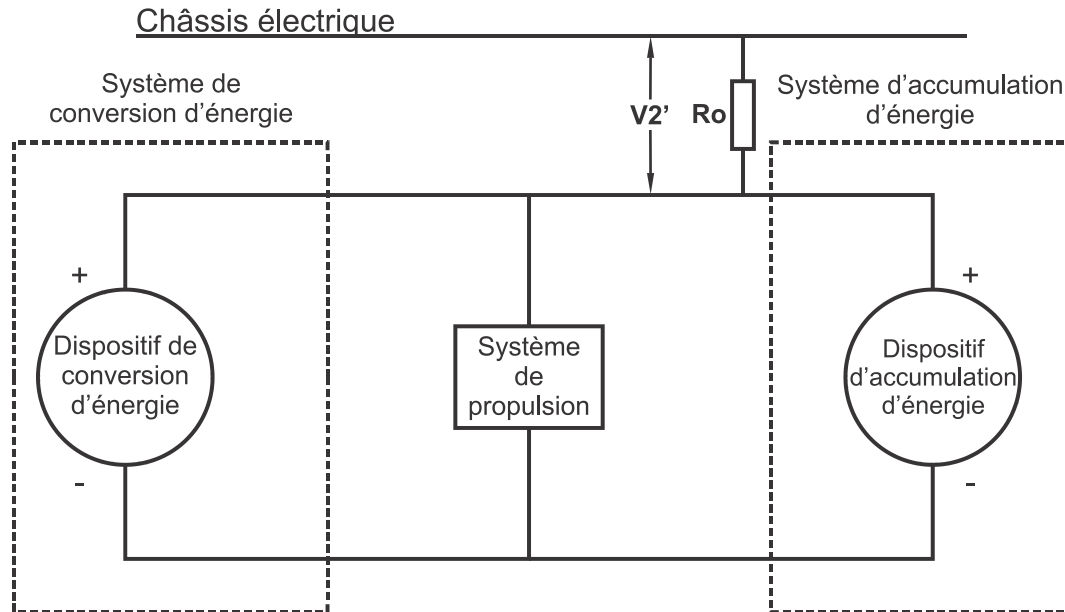 Châssis électrique
Système de
conversion d'énergie
V2’
Ro
Système d'accumulation
d'énergie
+
Dispositif de
conversion
d'énergie
-
Système
de
propulsion
+
Dispositif
d'accumulation
d'énergie
-